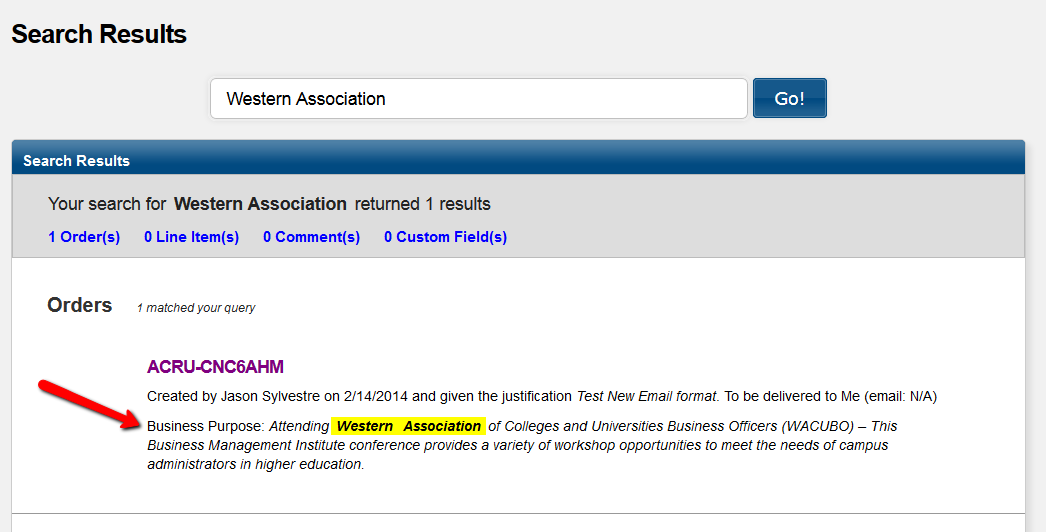 Search Results
Western Association Go!
Search Results
Your search for Western Association returned 1 results
1 Order(s) 0 Line Item(s) 0 Comment(s) 0 Custom Field(s)
Orders 1 matched your query
ACRU-CNC6AHM
Created by Jason Sylvestre on 2/14/2014 and given the justification Test New Email format. To be delivered to Me (email: N/A)
Business Purpose: Attending Western Association of Colleges and Universities Business Officers (WACUBO) – This
Business Management Institute conference provides a variety of workshop opportunities to meet the needs of campus
administrators in higher education.